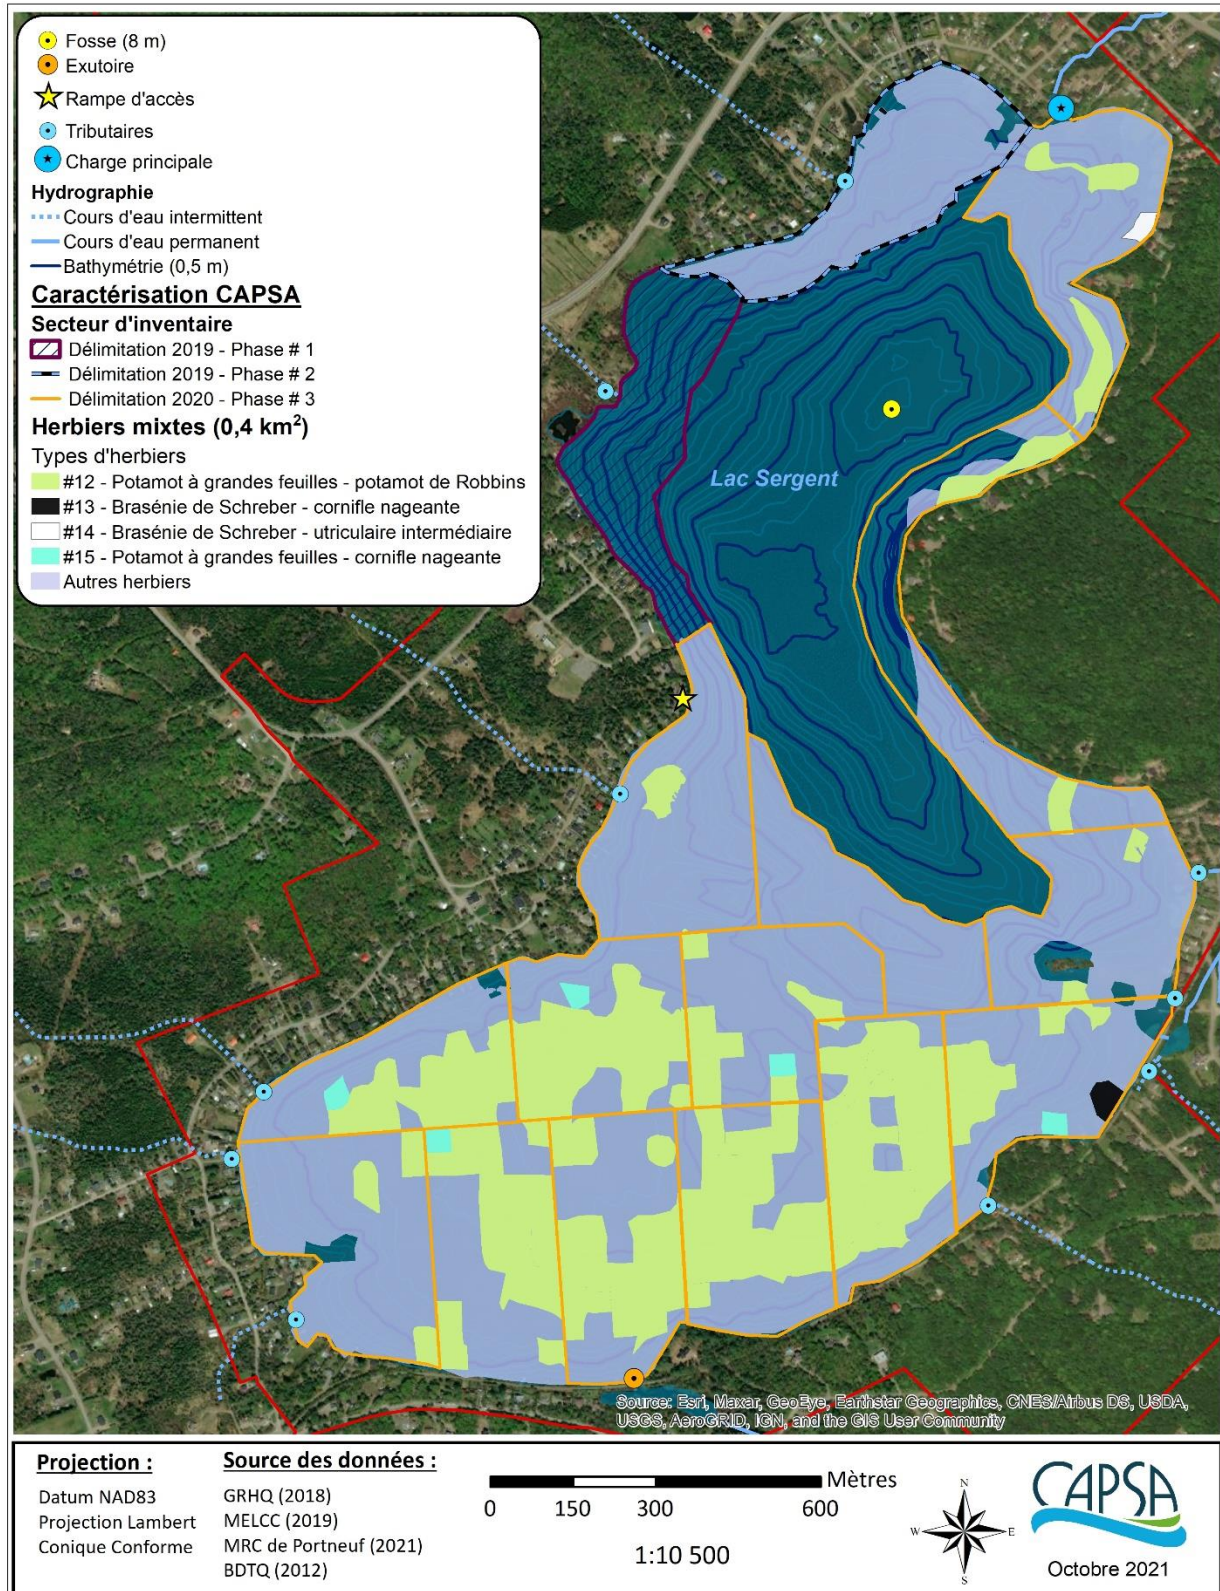 Fosse (8 m)
Exutoire
Rampe d'accès
Tributaires
Charge principale
Hydrographie
Cours d'eau intermittent
Cours d'eau permanent
Bathymétrie (0,5 m)
Caractérisation CAPSA
Secteur d'inventaire
Délimitation 2019 - Phase # 1
Délimitation 2019 - Phase # 2
Délimitation 2020 - Phase # 3
Herbiers mixtes (0,4 km²)
Types d'herbiers
#12 - Potamot à grandes feuilles - potamot de Robbins
#13 - Brasénie de Schreber - cornifle nageante
#14 - Brasénie de Schreber - utriculaire intermédiaire
#15 - Potamot à grandes feuilles - cornifle nageante
Autres herbiers
Lac Sergent
Source: Esri, Maxar, GeoEye, Earthstar Geographics, CNES/Airbus DS, USDA,
USGS, AeroGRID, IGN, and the GIS User Community
Projection :
Datum NAD83
Projection Lambert
Conique Conforme
Source des données :
GRHQ (2018)
MELCC (2019)
MRC de Portneuf (2021)
BDTQ (2012)
Mètres
0 150 300 600
1:10 500
N
W E
S
CAPSA
Octobre 2021